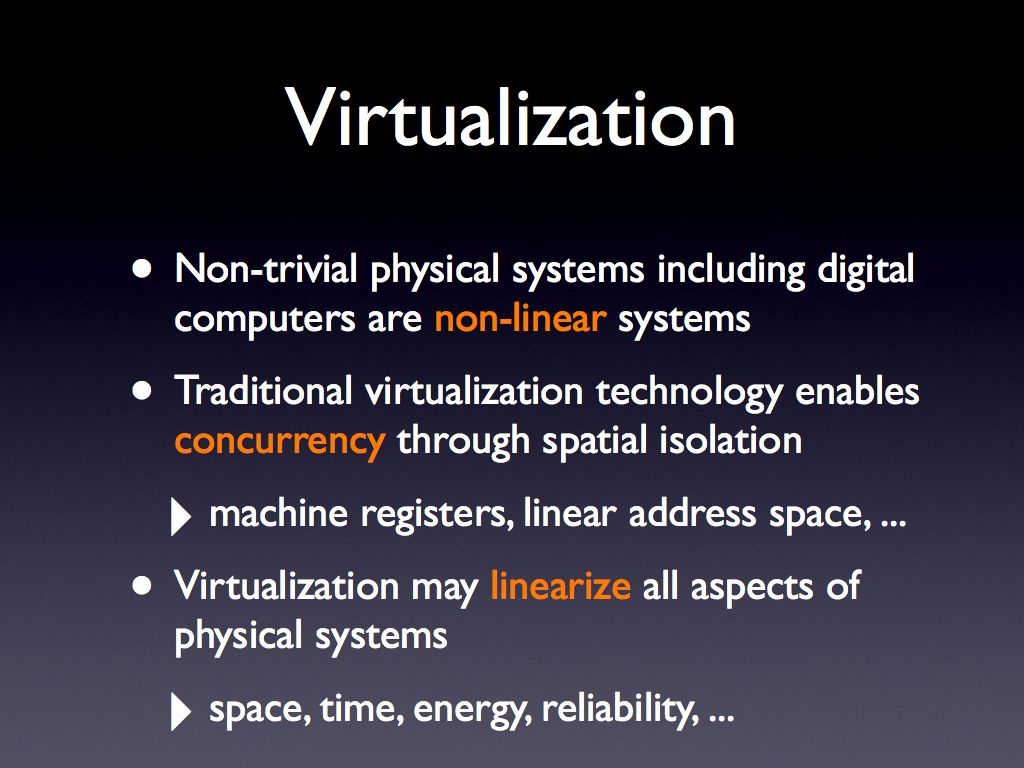 Virtualization
• Non-trivial physical systems including digital
computers are non-linear systems
• Traditional virtualization technology enables
concurrency through spatial isolation
‣ machine registers, linear address space, ...
• Virtualization may linearize all aspects of
physical systems
‣ space, time, energy, reliability, ...